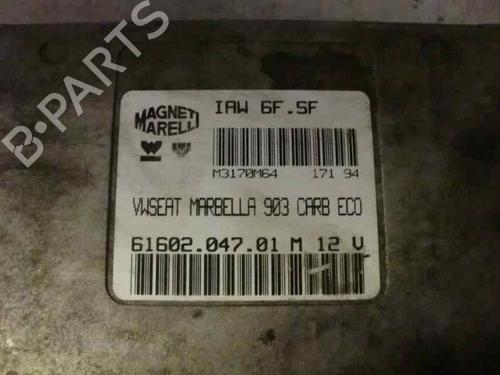 B-PARTS
MAGNETI
MARELLI
IAW 6F.SF
M3170M64 171 94
VWSEAT MARBELLA 903 CARB ECO
61602.047.01 M 12 V